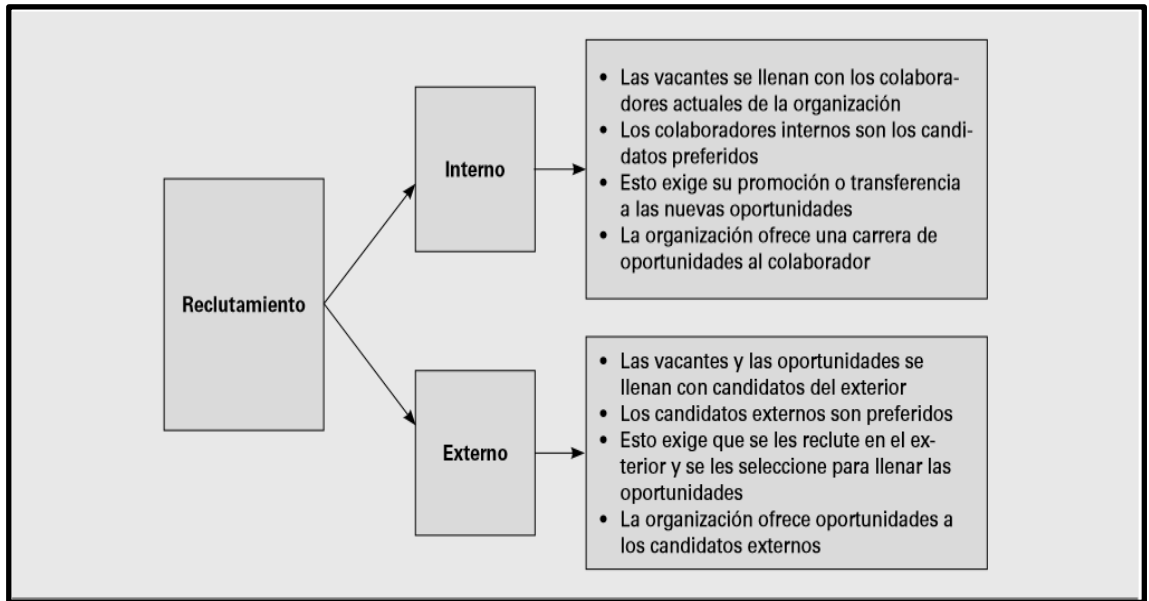 Reclutamiento
Interno
• Las vacantes se llenan con los colabora-
dores actuales de la organización
• Los colaboradores internos son los candi-
datos preferidos
• Esto exige su promoción o transferencia
a las nuevas oportunidades
• La organización ofrece una carrera de
oportunidades al colaborador
Externo
• Las vacantes y las oportunidades se
llenan con candidatos del exterior
• Los candidatos externos son preferidos
• Esto exige que se les reclute en el ex-
terior y se les seleccione para llenar las
oportunidades
• La organización ofrece oportunidades a
los candidatos externos